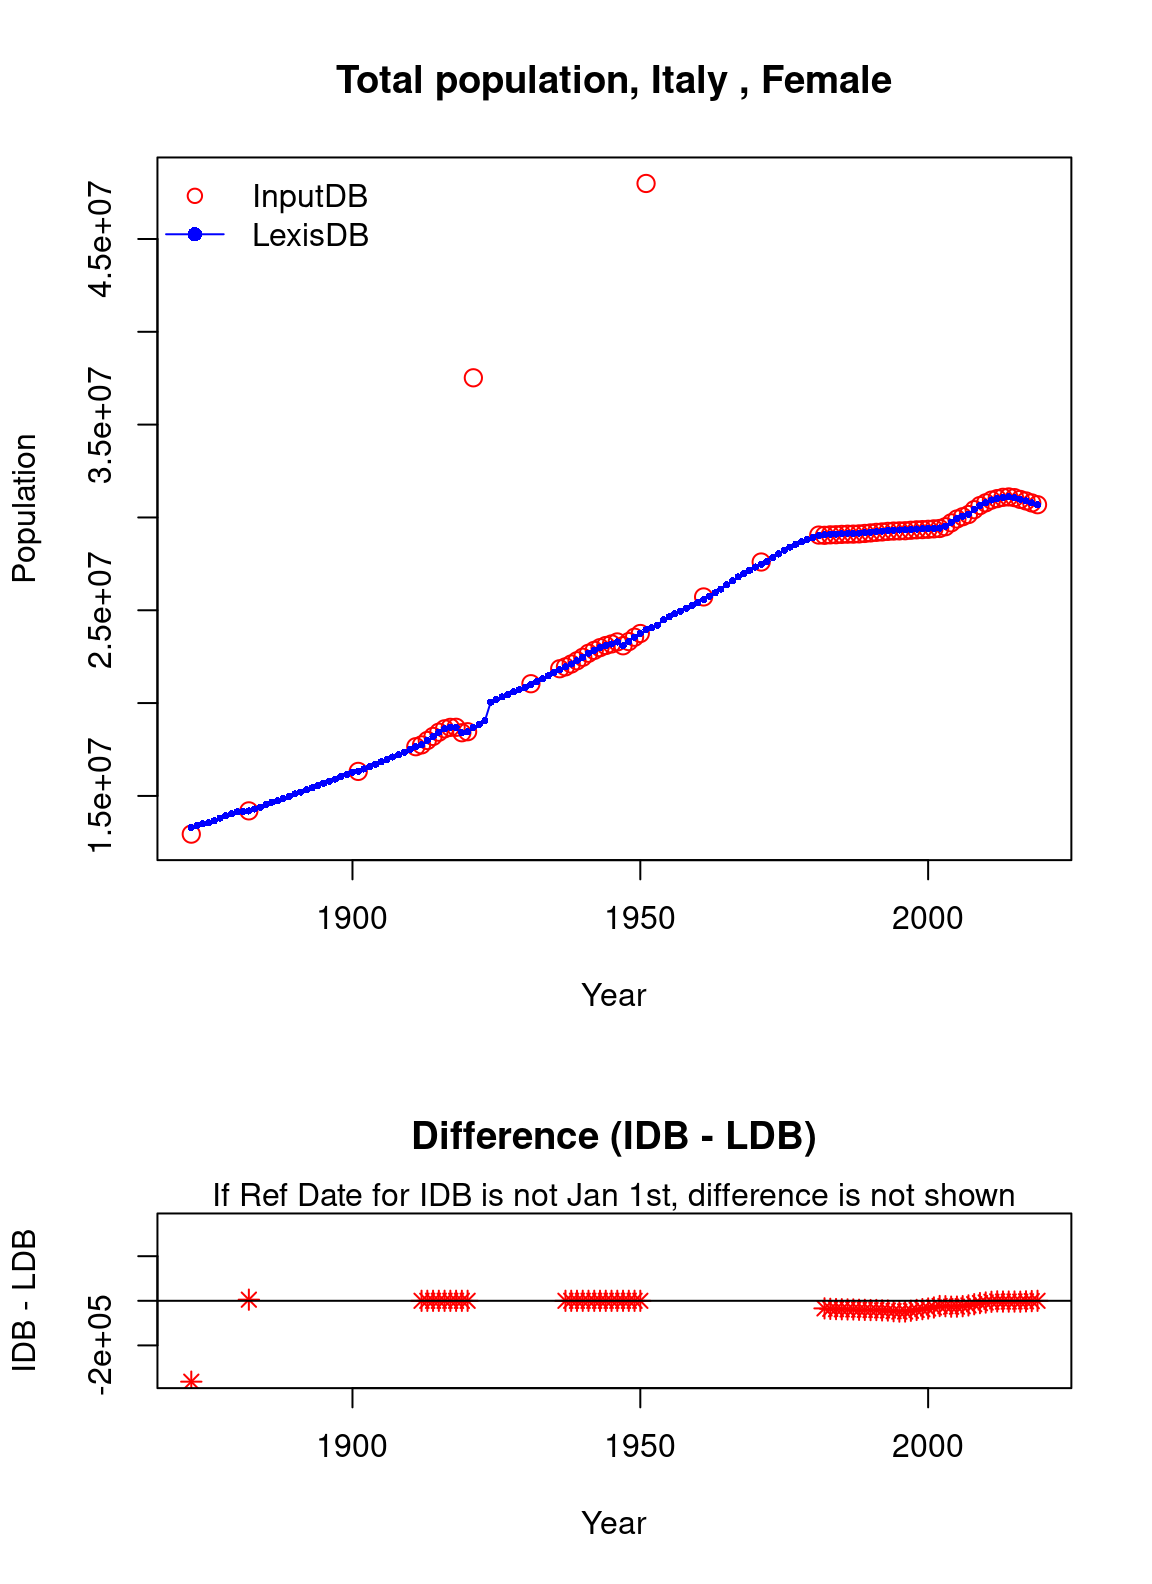 Total population, Italy , Female
InputDB
LexisDB
4.5e+07
3.5e+07
2.5e+07
1.5e+07
Population
1900 1950 2000
Year
Difference (IDB - LDB)
If Ref Date for IDB is not Jan 1st, difference is not shown
IDB - LDB
-2e+05
1900 1950 2000
Year